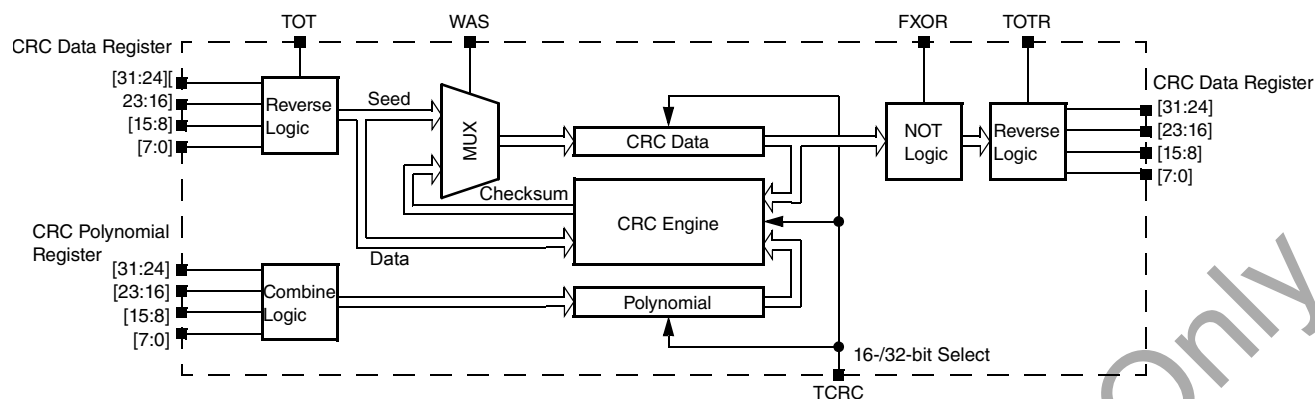 TOT
WAS
FXOR
TOTR
CRC Data Register
[31:24][
23:16]
[15:8]
[7:0]
Reverse
Logic
Seed
MUX
Checksum
Data
CRC Data
CRC Engine
NOT
Logic
Reverse
Logic
CRC Data Register
[31:24]
[23:16]
[15:8]
[7:0]
CRC Polynomial
Register
[31:24]
[23:16]
[15:8]
[7:0]
Combine
Logic
Polynomial
16-/32-bit Select
TCRC
Only